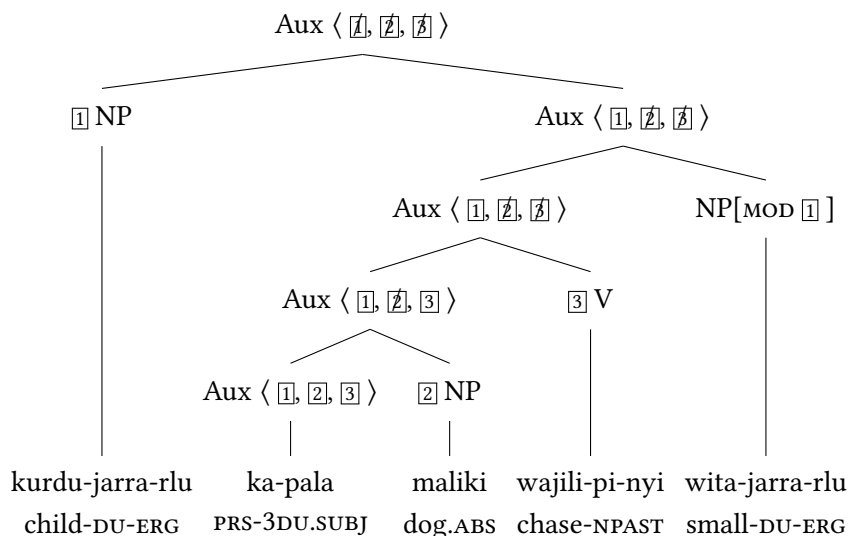 Aux ⟨ 1̸, 2̸, 3̸ ⟩
1 NP Aux ⟨ 1, 2̸, 3̸ ⟩
Aux ⟨ 1, 2̸, 3̸ ⟩ NP[MOD 1 ]
Aux ⟨ 1, 2̸, 3 ⟩ 3 V
Aux ⟨ 1, 2, 3 ⟩ 2 NP
kurdu-jarra-rlu ka-pala maliki wajili-pi-nyi wita-jarra-rlu
child-DU-ERG PRS-3DU.SUBJ dog.ABS chase-NPAST small-DU-ERG